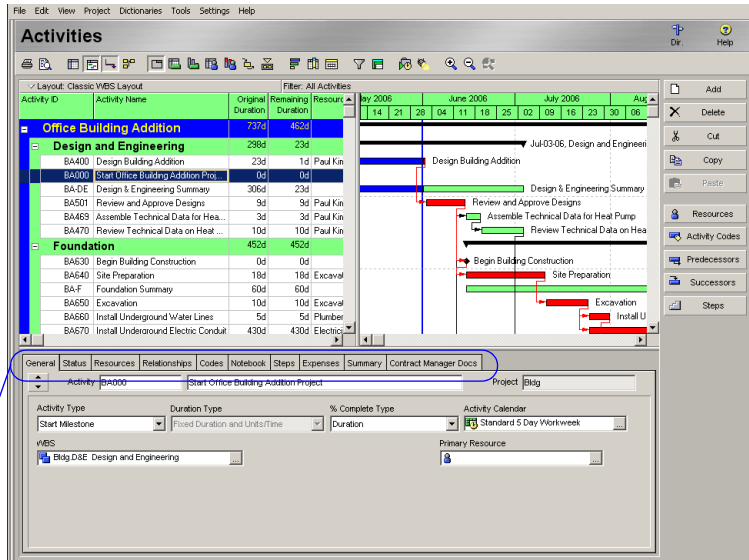 File Edit View Project Dictionaries Tools Settings Help
Activities
Dir. Help
Layout: Classic WBS Layout Filter: All Activities
Activity ID Activity Name Original Duration Remaining Duration June 2006 July 2006
14 21 28 04 11 18 25 02 09 16 23 30 06
Office Building Addition 737d 462d
Design and Engineering 298d 23d Jul-03-06, Design and Engineeri
BA400 Design Building Addition 23d 1d Paul Kin Design Building Addition
BA000 Start Office Building Addition Proj... 0d 0d
BA-DE Design & Engineering Summary 306d 23d Design & Engineering Summary
BA501 Review and Approve Designs 9d 9d Paul Kin Review and Approve Designs
BA469 Assemble Technical Data for Hea... 3d 3d Paul Kin Assemble Technical Data for Heat Pump
BA470 Review Technical Data on Heat ... 10d 10d Paul Kin Review Technical Data on Hea
Foundation 452d 452d
BA630 Begin Building Construction 0d 0d Begin Building Construction
BA640 Site Preparation 18d 18d Excavat Site Preparation
BA-F Foundation Summary 60d 60d
BA650 Excavation 10d 10d Excavat Excavation
BA660 Install Underground Water Lines 5d 5d Plumber Install U
BA670 Install Underground Electric Conduit 430d 430d Electric
Add
Delete
Cut
Copy
Paste
Resources
Activity Codes
Predecessors
Successors
Steps
General Status Resources Relationships Codes Notebook Steps Expenses Summary Contract Manager Docs
Activity BA000 Start Office Building Addition Project Project Bldg
Activity Type Duration Type % Complete Type Activity Calendar
Start Milestone Fixed Duration and Units/Time Duration Standard 5 Day Workweek
WBS Primary Resource
Bldg.D&E Design and Engineering